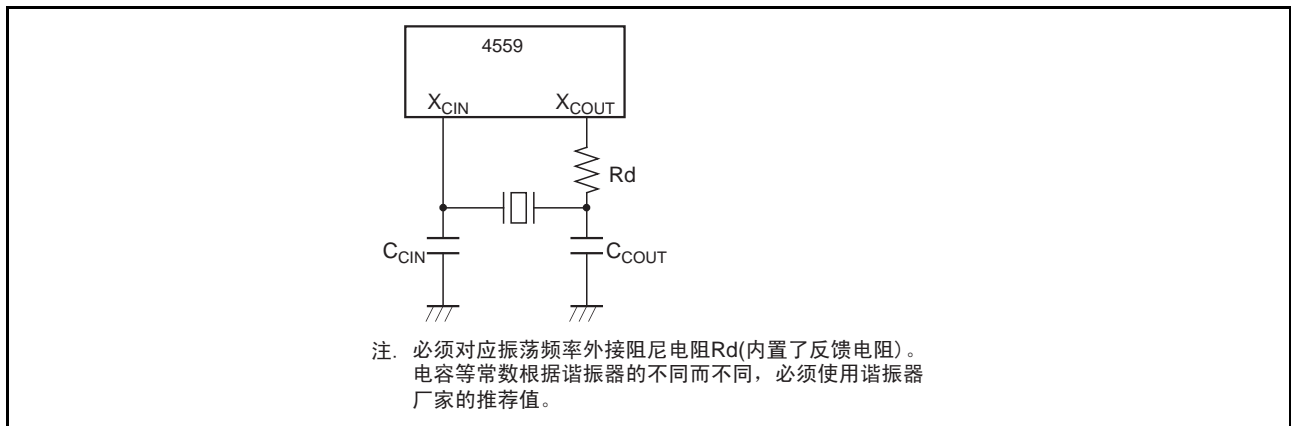 4559
XCIN XCOUT
Rd
CCIN CCOUT
注. 必须对应振荡频率外接阻尼电阻Rd(内置了反馈电阻)。
电容等常数根据谐振器的不同而不同，必须使用谐振器
厂家的推荐值。